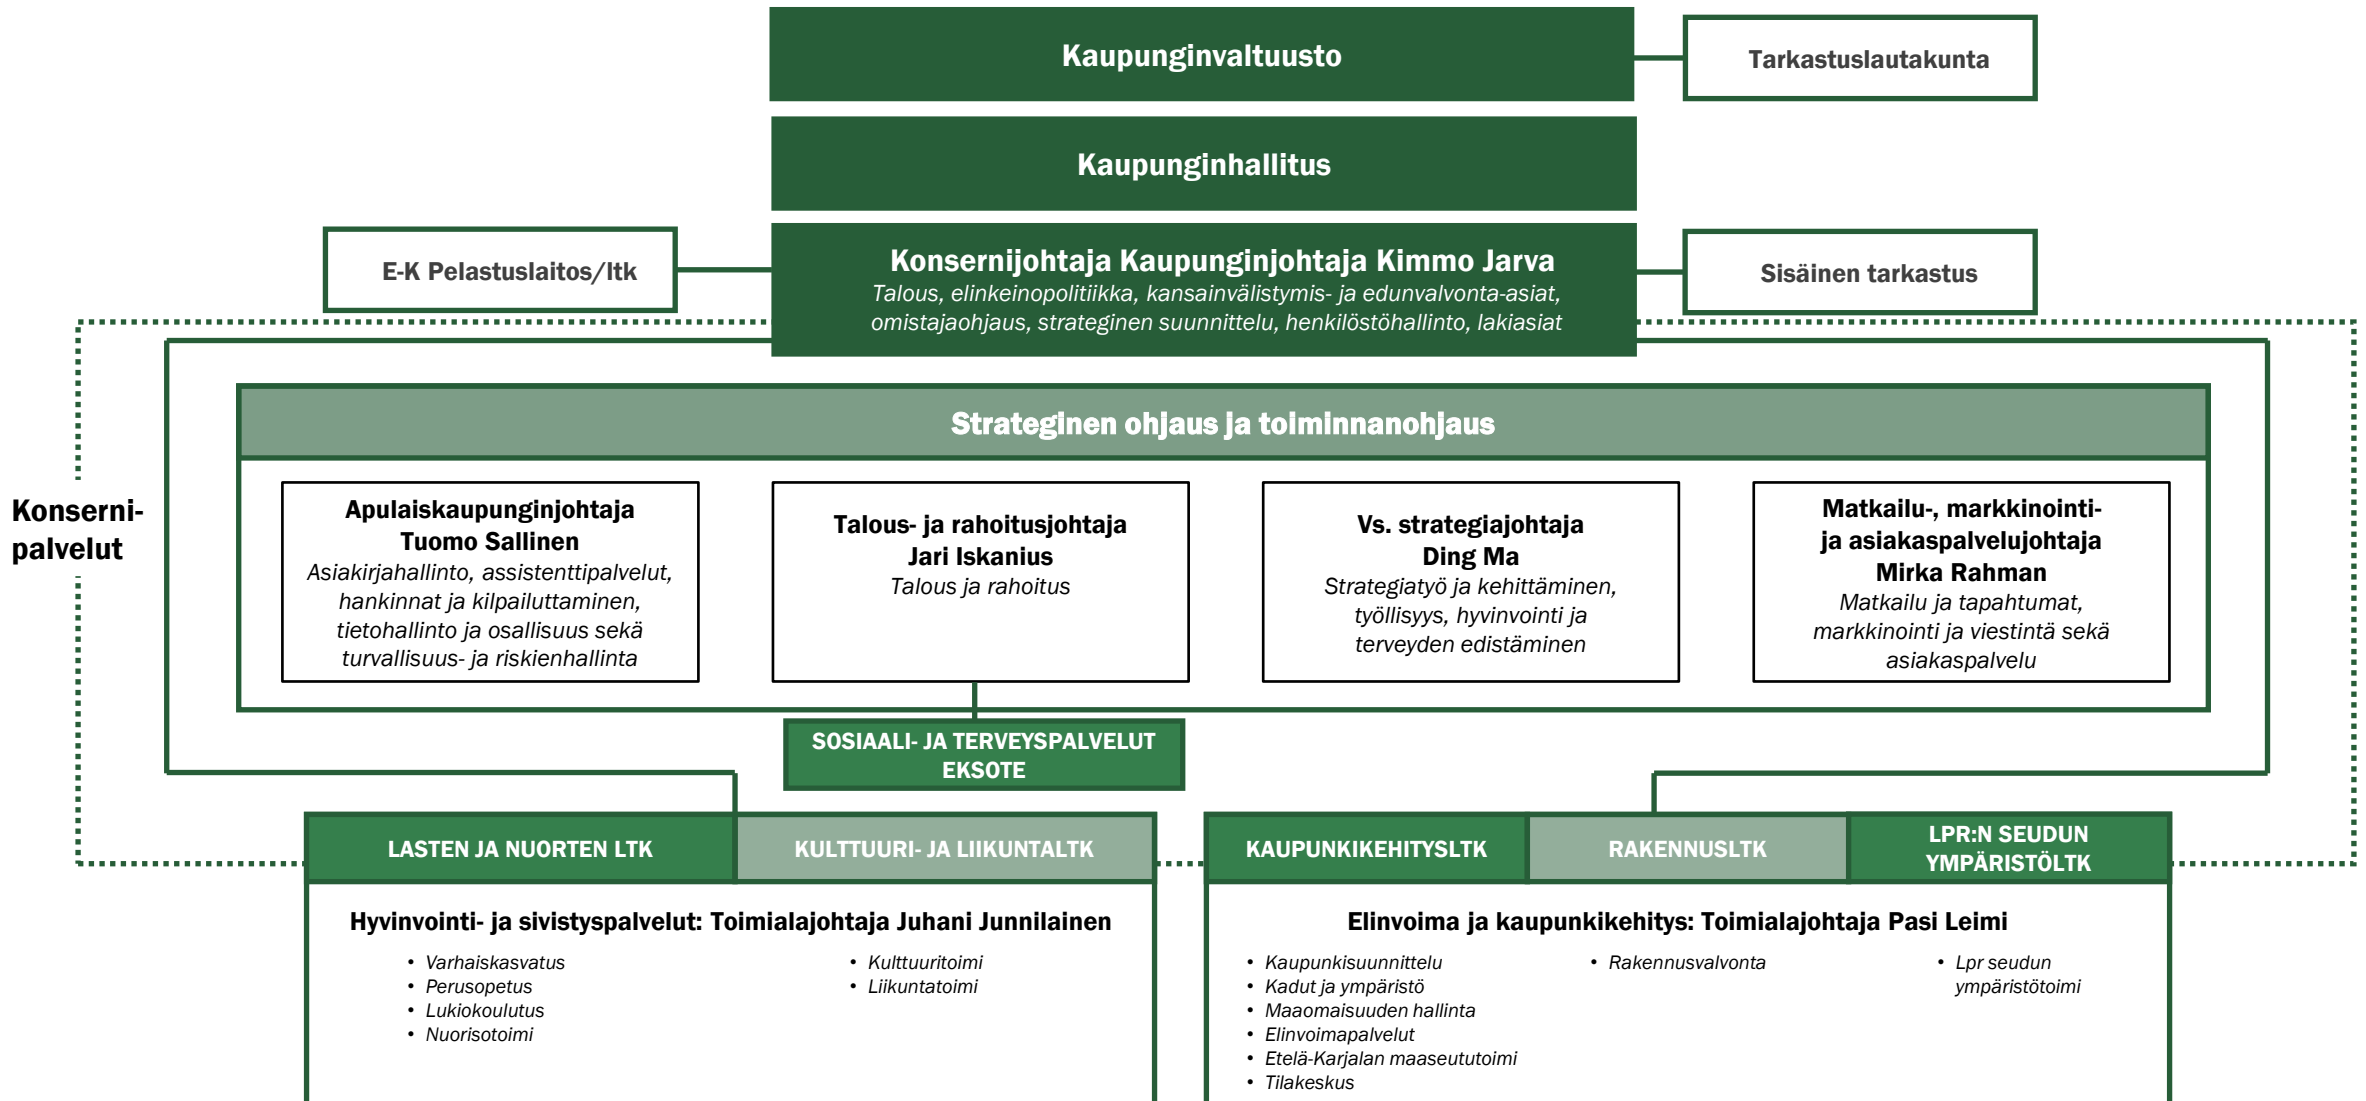 Kaupunginvaltuusto
Tarkastuslautakunta
Kaupunginhallitus
E-K Pelastuslaitos/ltk
Konsernijohtaja Kaupunginjohtaja Kimmo Jarva
Talous, elinkeinopolitiikka, kansainvälistymis- ja edunvalvonta-asiat,
omistajaohjaus, strateginen suunnittelu, henkilöstöhallinto, lakiasiat
Sisäinen tarkastus
Strateginen ohjaus ja toiminnanohjaus
Konserni-
palvelut
Apulaiskaupunginjohtaja
Tuomo Sallinen
Asiakirjahallinto, assistenttipalvelut,
hankinnat ja kilpailuttaminen,
tietohallinto ja osallisuus sekä
turvallisuus- ja riskienhallinta
Talous- ja rahoitusjohtaja
Jari Iskanius
Talous ja rahoitus
Vs. strategiajohtaja
Ding Ma
Strategiatyö ja kehittäminen,
työllisyys, hyvinvointi ja
terveyden edistäminen
Matkailu-, markkinointi-
ja asiakaspalvelujohtaja
Mirka Rahman
Matkailu ja tapahtumat,
markkinointi ja viestintä sekä
asiakaspalvelu
SOSIAALI- JA TERVEYSPALVELUT
EKSOTE
LASTEN JA NUORTEN LTK
KULTTUURI- JA LIIKUNTALTK
Hyvinvointi- ja sivistyspalvelut: Toimialajohtaja Juhani Junnilainen
• Varhaiskasvatus
• Perusopetus
• Lukiokoulutus
• Nuorisotoimi
• Kulttuuritoimi
• Liikuntatoimi
KAUPUNKIKEHITYSLTK
RAKENNUSLTK
LPR:N SEUDUN
YMPÄRISTÖLTK
Elinvoima ja kaupunkikehitys: Toimialajohtaja Pasi Leimi
• Kaupunkisuunnittelu
• Kadut ja ympäristö
• Maaomaisuuden hallinta
• Elinvoimapalvelut
• Etelä-Karjalan maaseututoimi
• Tilakeskus
• Rakennusvalvonta
• Lpr seudun
ympäristötoimi